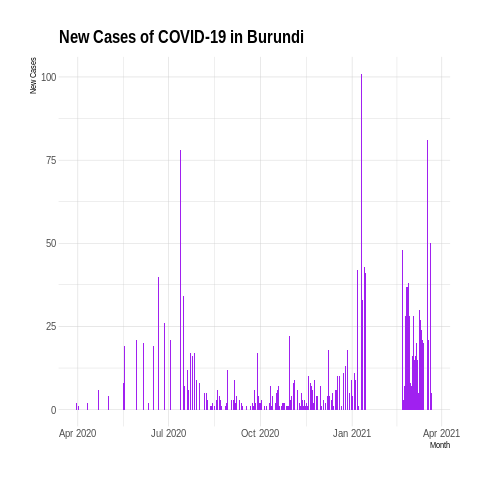 New Cases of COVID-19 in Burundi
New Cases
100
75
50
25
0
Apr 2020
Jul 2020
Oct 2020
Jan 2021
Apr 2021
Month